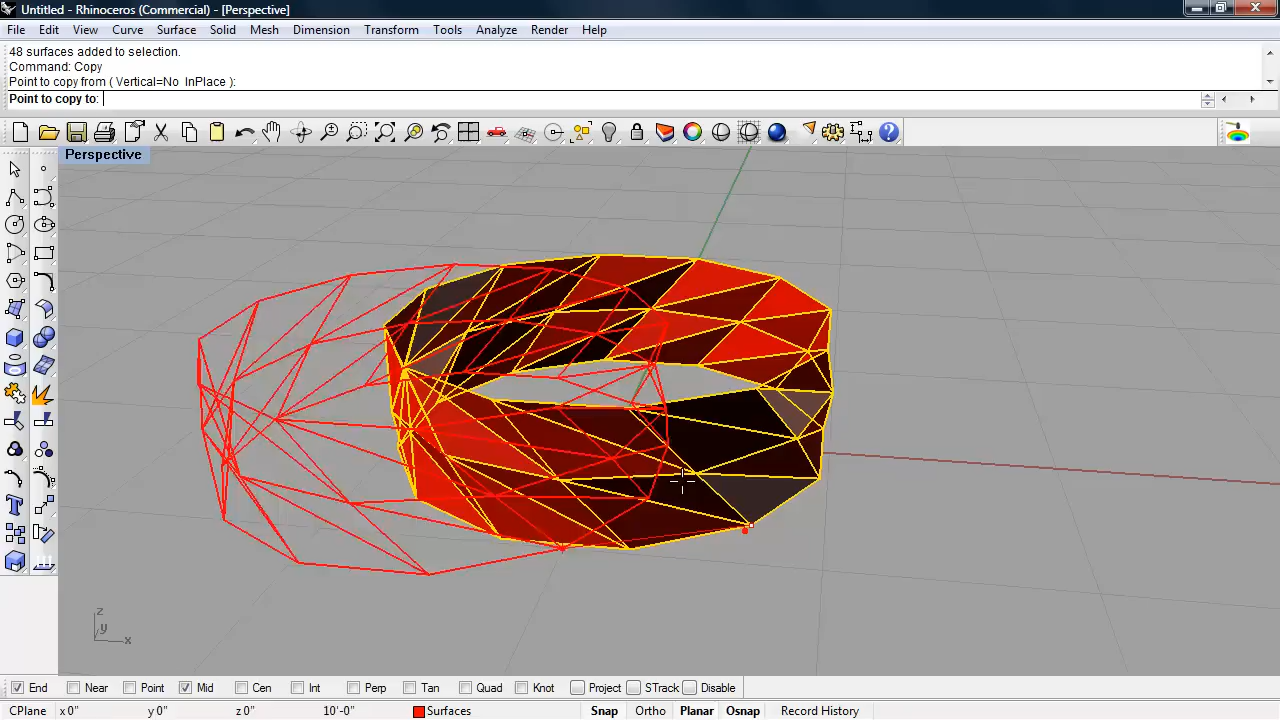 Untitled - Rhinoceros (Commercial) - [Perspective]
File Edit View Curve Surface Solid Mesh Dimension Transform Tools Analyze Render Help
48 surfaces added to selection.
Command: Copy
Point to copy from ( Vertical=No InPlace ):
Point to copy to:
Perspective
z
y
x
End Near Point Mid Cen Int Perp Tan Quad Knot Project STrack Disable
CPlane x 0" y 0" z 0" 10'-0" Surfaces Snap Ortho Planar Osnap Record History